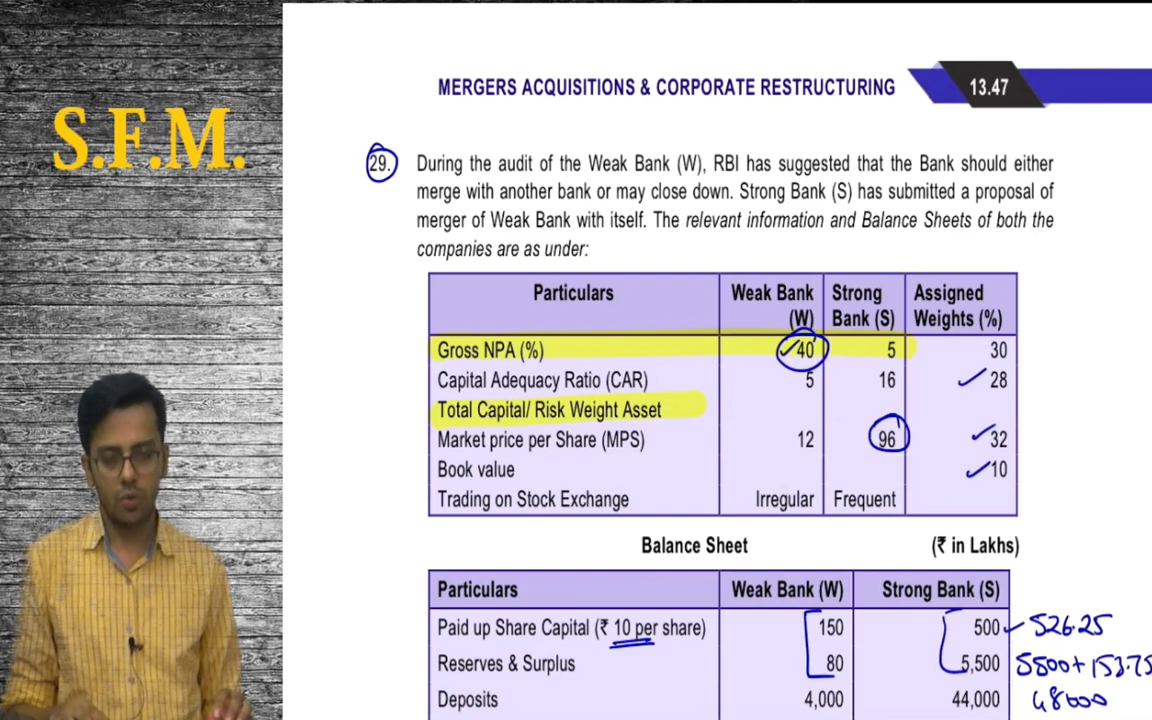 S.F.M.
MERGERS ACQUISITIONS & CORPORATE RESTRUCTURING 13.47
29. During the audit of the Weak Bank (W), RBI has suggested that the Bank should either
merge with another bank or may close down. Strong Bank (S) has submitted a proposal of
merger of Weak Bank with itself. The relevant information and Balance Sheets of both the
companies are as under:
Particulars Weak Bank (W) Strong Bank (S) Assigned Weights (%)
Gross NPA (%) 40 5 30
Capital Adequacy Ratio (CAR) 5 16 28
Total Capital/ Risk Weight Asset
Market price per Share (MPS) 12 96 32
Book value 10
Trading on Stock Exchange Irregular Frequent
Balance Sheet (₹ in Lakhs)
Particulars Weak Bank (W) Strong Bank (S)
Paid up Share Capital (₹ 10 per share) 150 500 526.25
Reserves & Surplus 80 5,500 5500+153.75
Deposits 4,000 44,000 48000